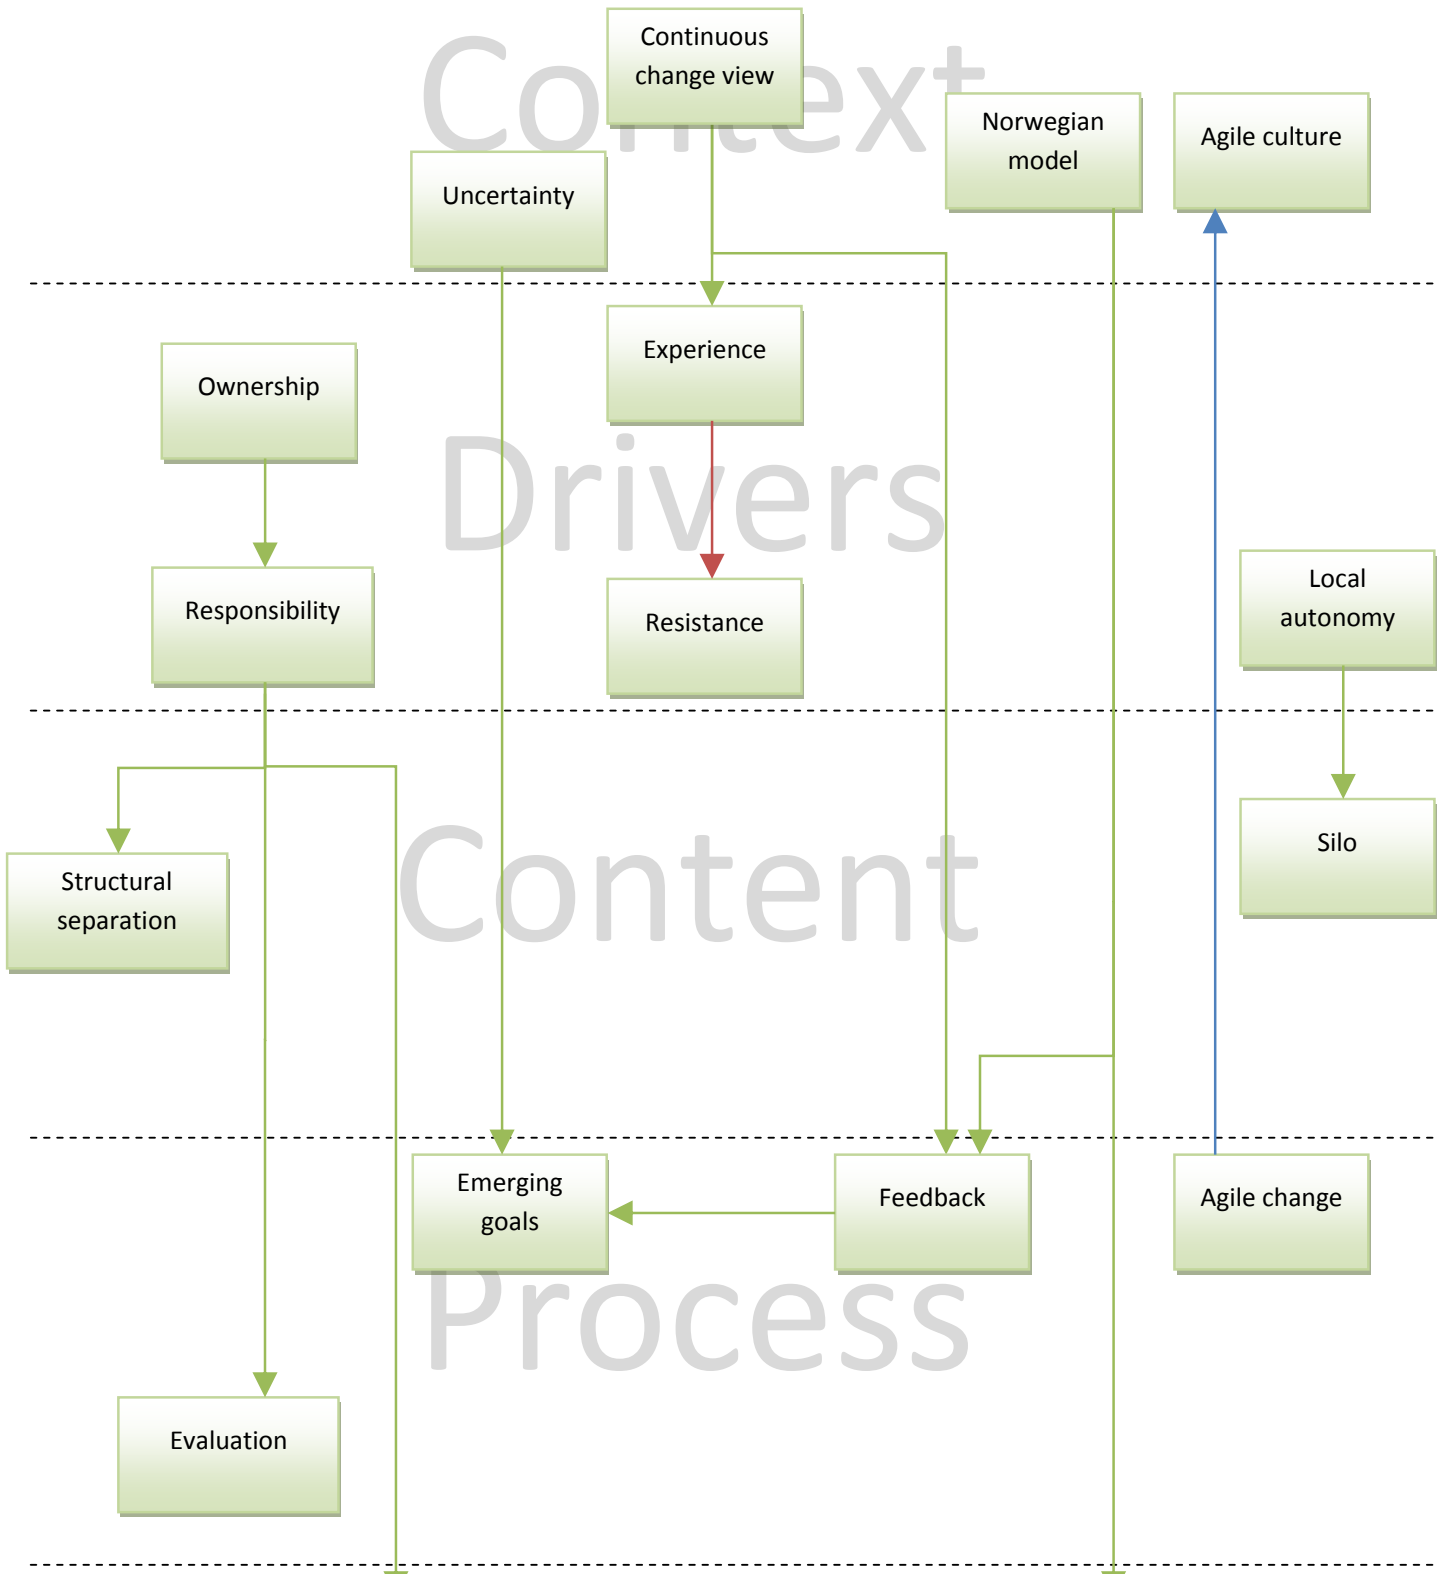 Context
Continuous
change view
Norwegian
model
Agile culture
Uncertainty
Experience
Ownership
Drivers
Responsibility
Resistance
Local
autonomy
Silo
Structural
separation
Content
Emerging
goals
Feedback
Agile change
Process
Evaluation